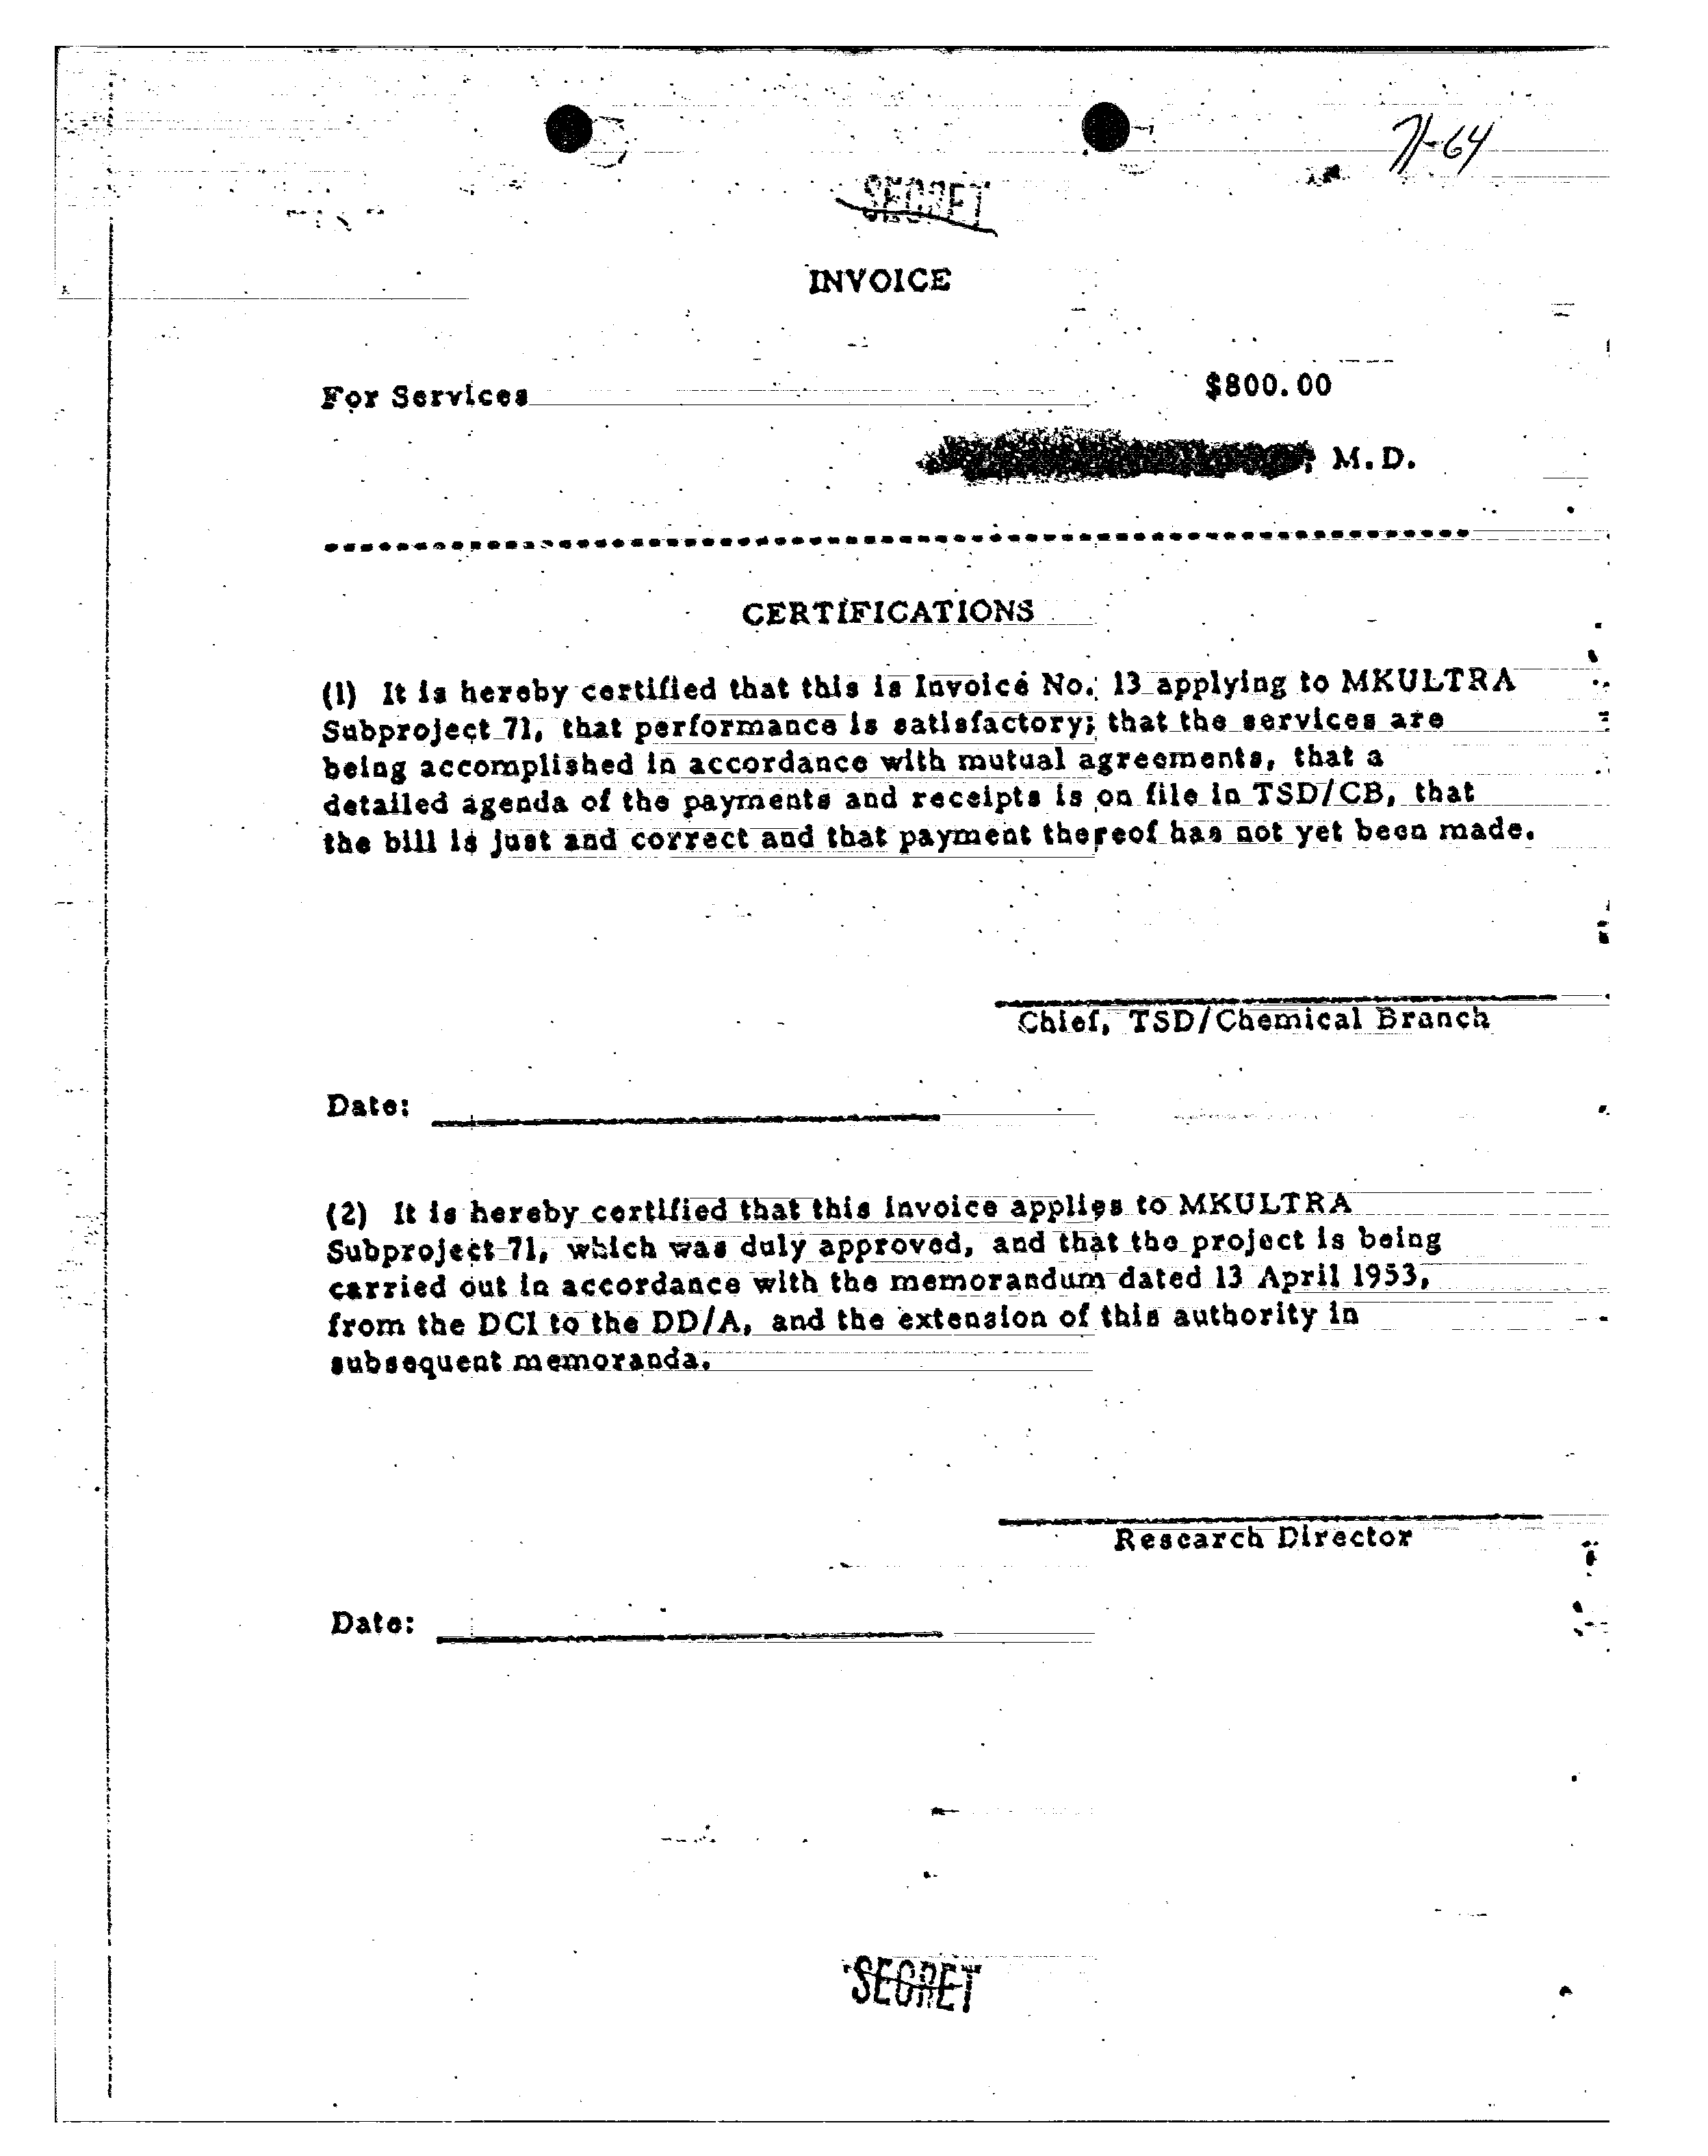 71-64
SECRET
INVOICE
For Services $800.00
, M.D.
CERTIFICATIONS
(1) It is hereby certified that this is Invoice No. 13 applying to MKULTRA
Subproject 71, that performance is satisfactory; that the services are
being accomplished in accordance with mutual agreements, that a
detailed agenda of the payments and receipts is on file in TSD/CB, that
the bill is just and correct and that payment thereof has not yet been made.
Chief, TSD/Chemical Branch
Date:
(2) It is hereby certified that this invoice applies to MKULTRA
Subproject 71, which was duly approved, and that the project is being
carried out in accordance with the memorandum dated 13 April 1953,
from the DCI to the DD/A, and the extension of this authority in
subsequent memoranda.
Research Director
Date:
SECRET